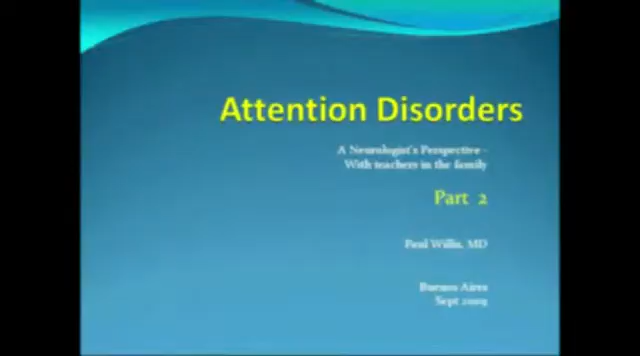 Attention Disorders
A Neurologist's Perspective -
With teachers in the family
Part 2
Paul Willis, MD
Buenos Aires
Sept 2009